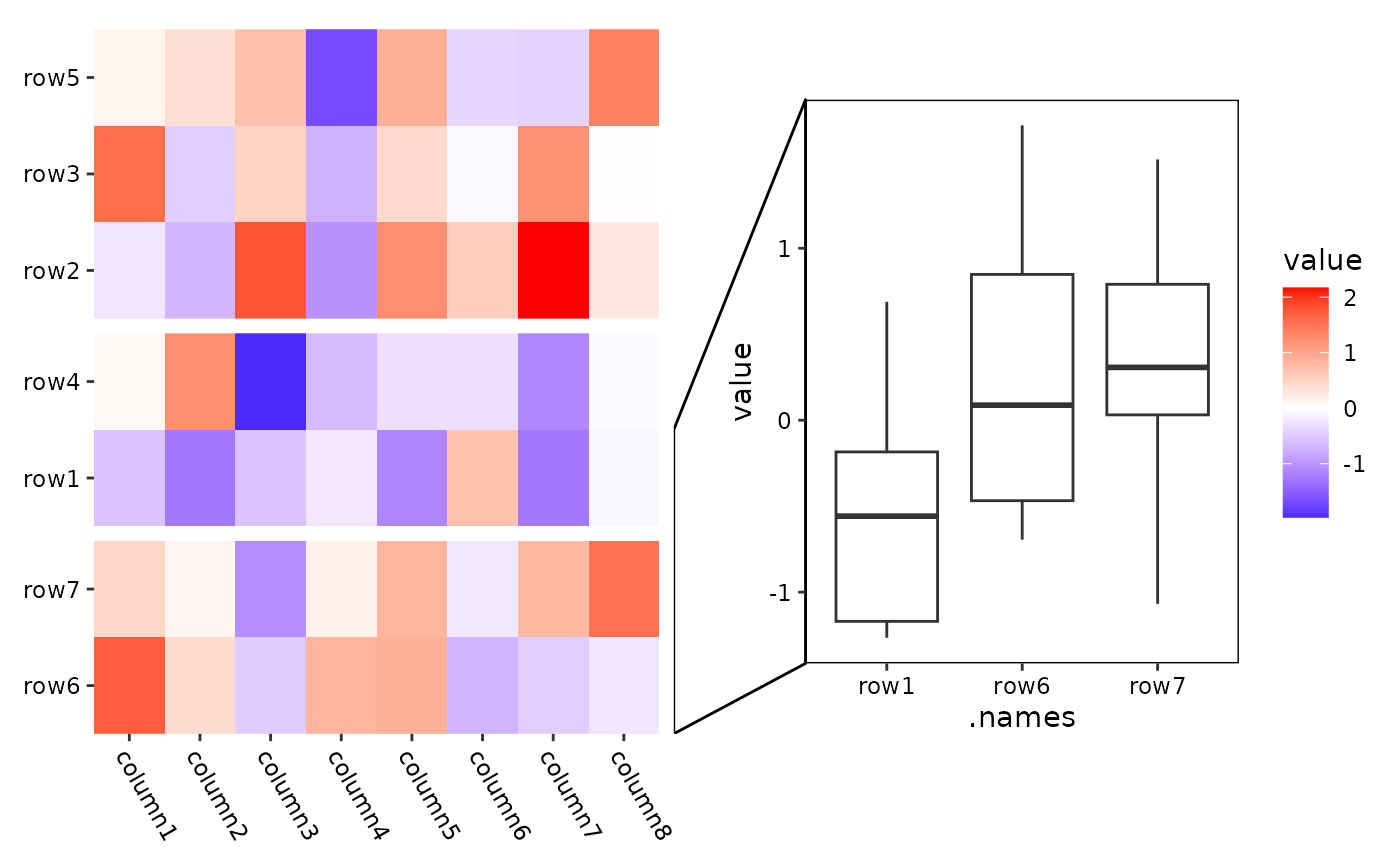 row5
row3
row2
row4
row1
row7
row6
column1
column2
column3
column4
column5
column6
column7
column8
value
1
0
-1
row1
row6
row7
.names
value
2
1
0
-1